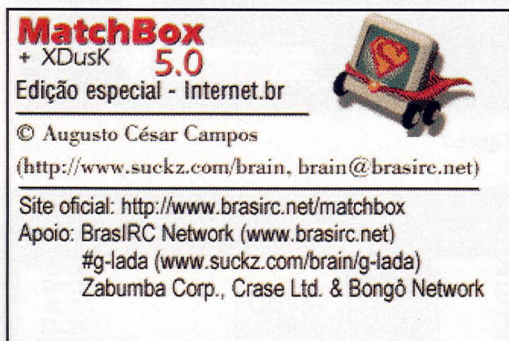 MatchBox
+ XDusK 5.0
Edição especial - Internet.br
© Augusto César Campos
(http://www.suckz.com/brain, brain@brasirc.net)
Site oficial: http://www.brasirc.net/matchbox
Apoio: BrasIRC Network (www.brasirc.net)
#g-lada (www.suckz.com/brain/g-lada)
Zabumba Corp., Crase Ltd. & Bongô Network